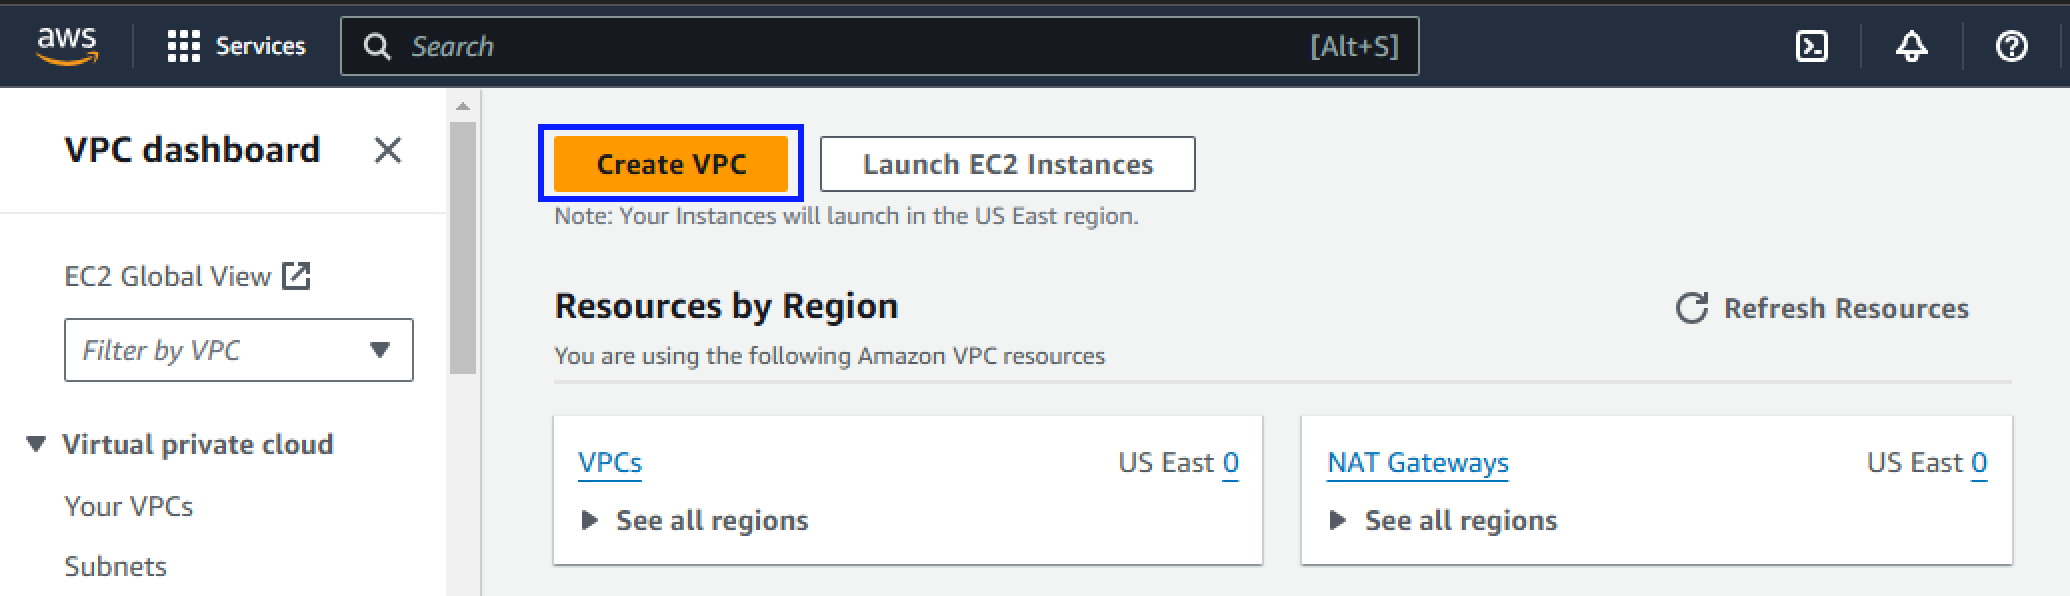 aws
Services
Search
[Alt+S]
VPC dashboard
EC2 Global View
Filter by VPC
Virtual private cloud
Your VPCs
Subnets
Create VPC
Launch EC2 Instances
Note: Your Instances will launch in the US East region.
Resources by Region
Refresh Resources
You are using the following Amazon VPC resources
VPCs
US East 0
See all regions
NAT Gateways
US East 0
See all regions